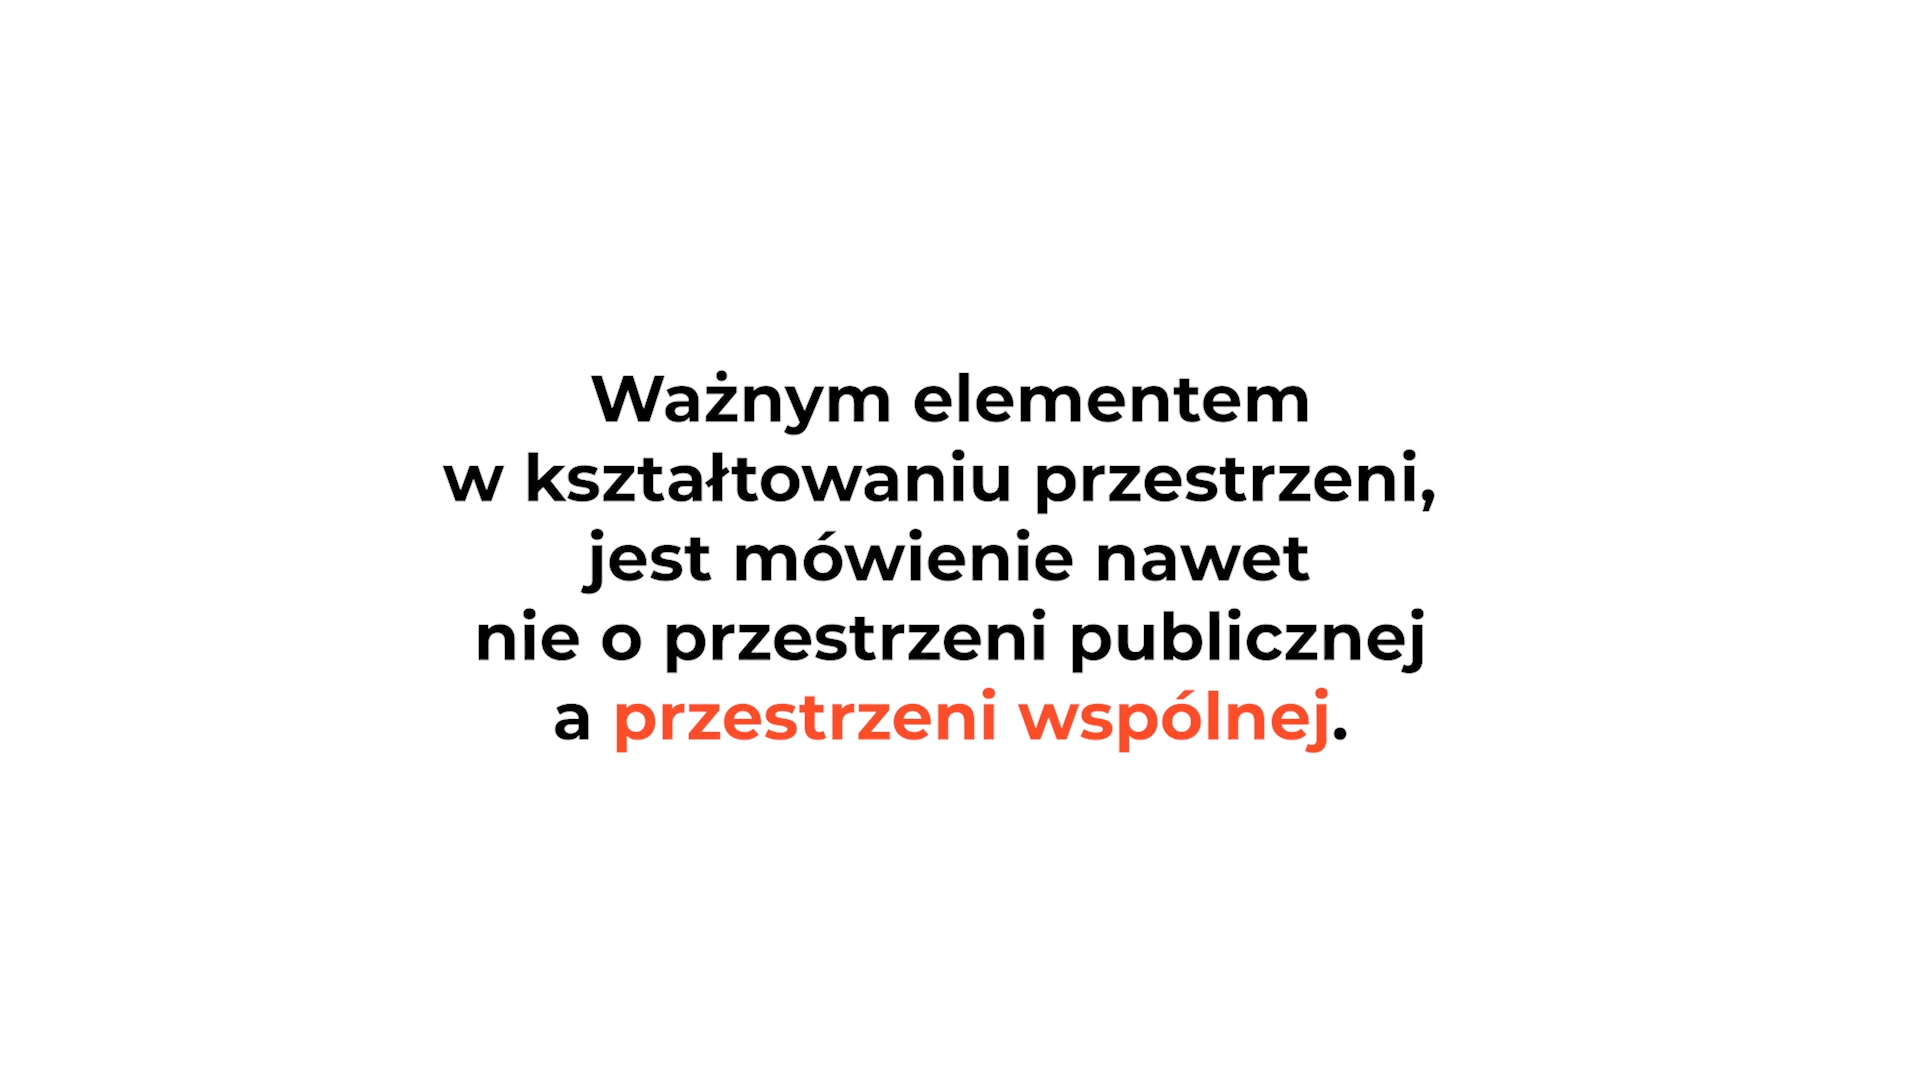 Ważnym elementem
w kształtowaniu przestrzeni,
jest mówienie nawet
nie o przestrzeni publicznej
a przestrzeni wspólnej.